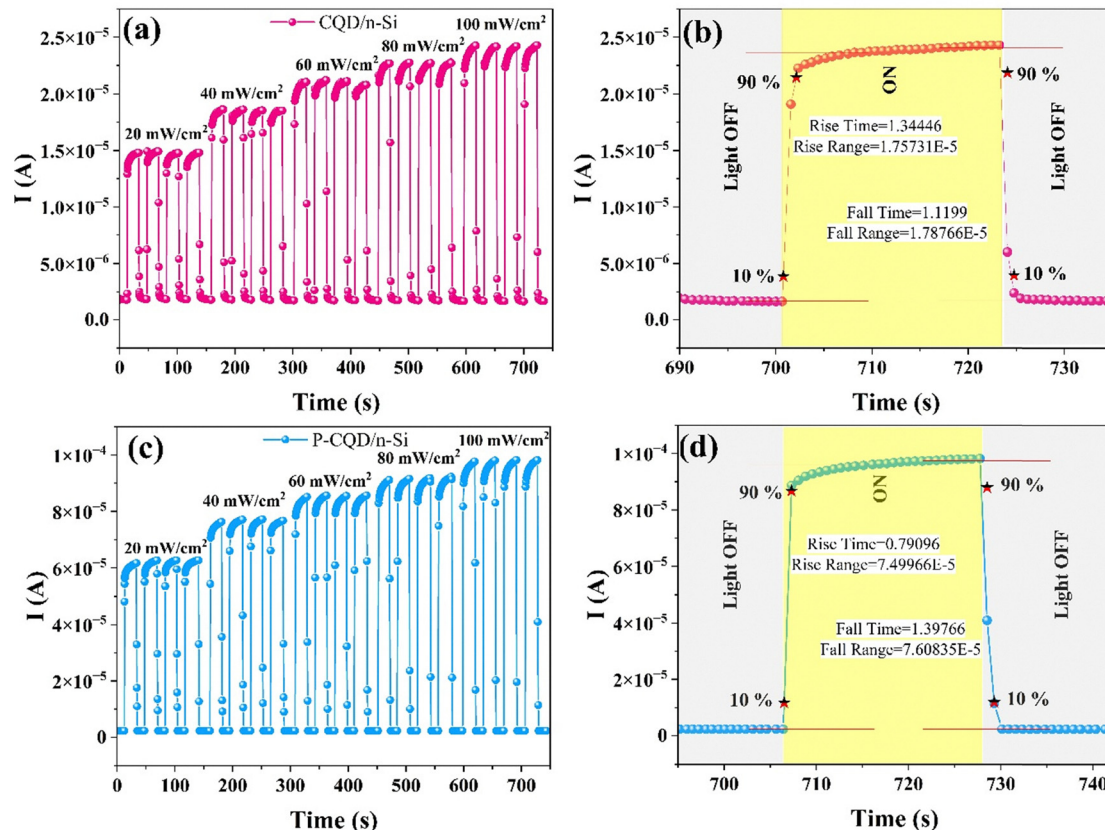 (a)
CQD/n-Si
100 mW/cm²
80 mW/cm²
60 mW/cm²
40 mW/cm²
20 mW/cm²
I (A)
3.0×10⁻⁵
2.5×10⁻⁵
2.0×10⁻⁵
1.5×10⁻⁵
1.0×10⁻⁵
5.0×10⁻⁶
0.0
0 100 200 300 400 500 600 700
Time (s)
(b)
90 %
ON
90 %
Light OFF
Rise Time=1.34446
Rise Range=1.75731E-5
Light OFF
Fall Time=1.1199
Fall Range=1.78766E-5
10 %
10 %
I (A)
2.5×10⁻⁵
2.0×10⁻⁵
1.5×10⁻⁵
1.0×10⁻⁵
5.0×10⁻⁶
0.0
690 700 710 720 730
Time (s)
(c)
P-CQD/n-Si
100 mW/cm²
80 mW/cm²
60 mW/cm²
40 mW/cm²
20 mW/cm²
I (A)
1×10⁻⁴
8×10⁻⁵
6×10⁻⁵
4×10⁻⁵
2×10⁻⁵
0
0 100 200 300 400 500 600 700
Time (s)
(d)
90 %
ON
90 %
Light OFF
Rise Time=0.79096
Rise Range=7.49966E-5
Light OFF
Fall Time=1.39766
Fall Range=7.60835E-5
10 %
10 %
I (A)
1×10⁻⁴
8×10⁻⁵
6×10⁻⁵
4×10⁻⁵
2×10⁻⁵
0
700 710 720 730 740
Time (s)